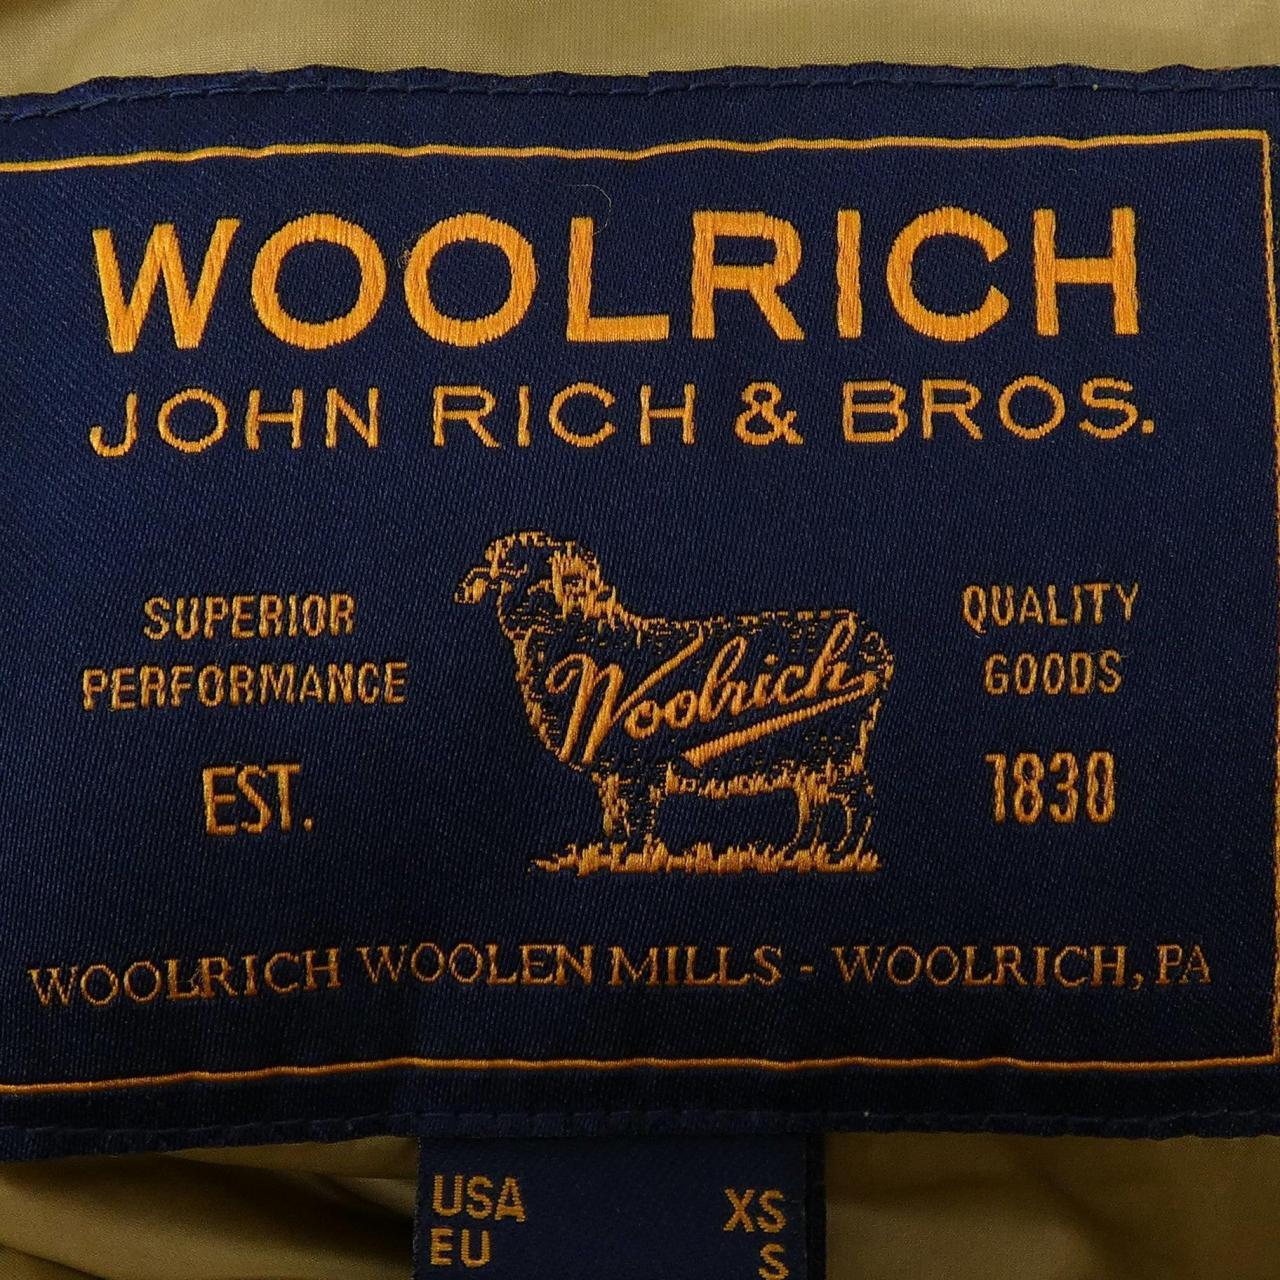 WOOLRICH
JOHN RICH & BROS.
SUPERIOR
PERFORMANCE
EST.
Woolrich
QUALITY
GOODS
1830
WOOLRICH WOOLEN MILLS - WOOLRICH, PA
USA XS
EU S